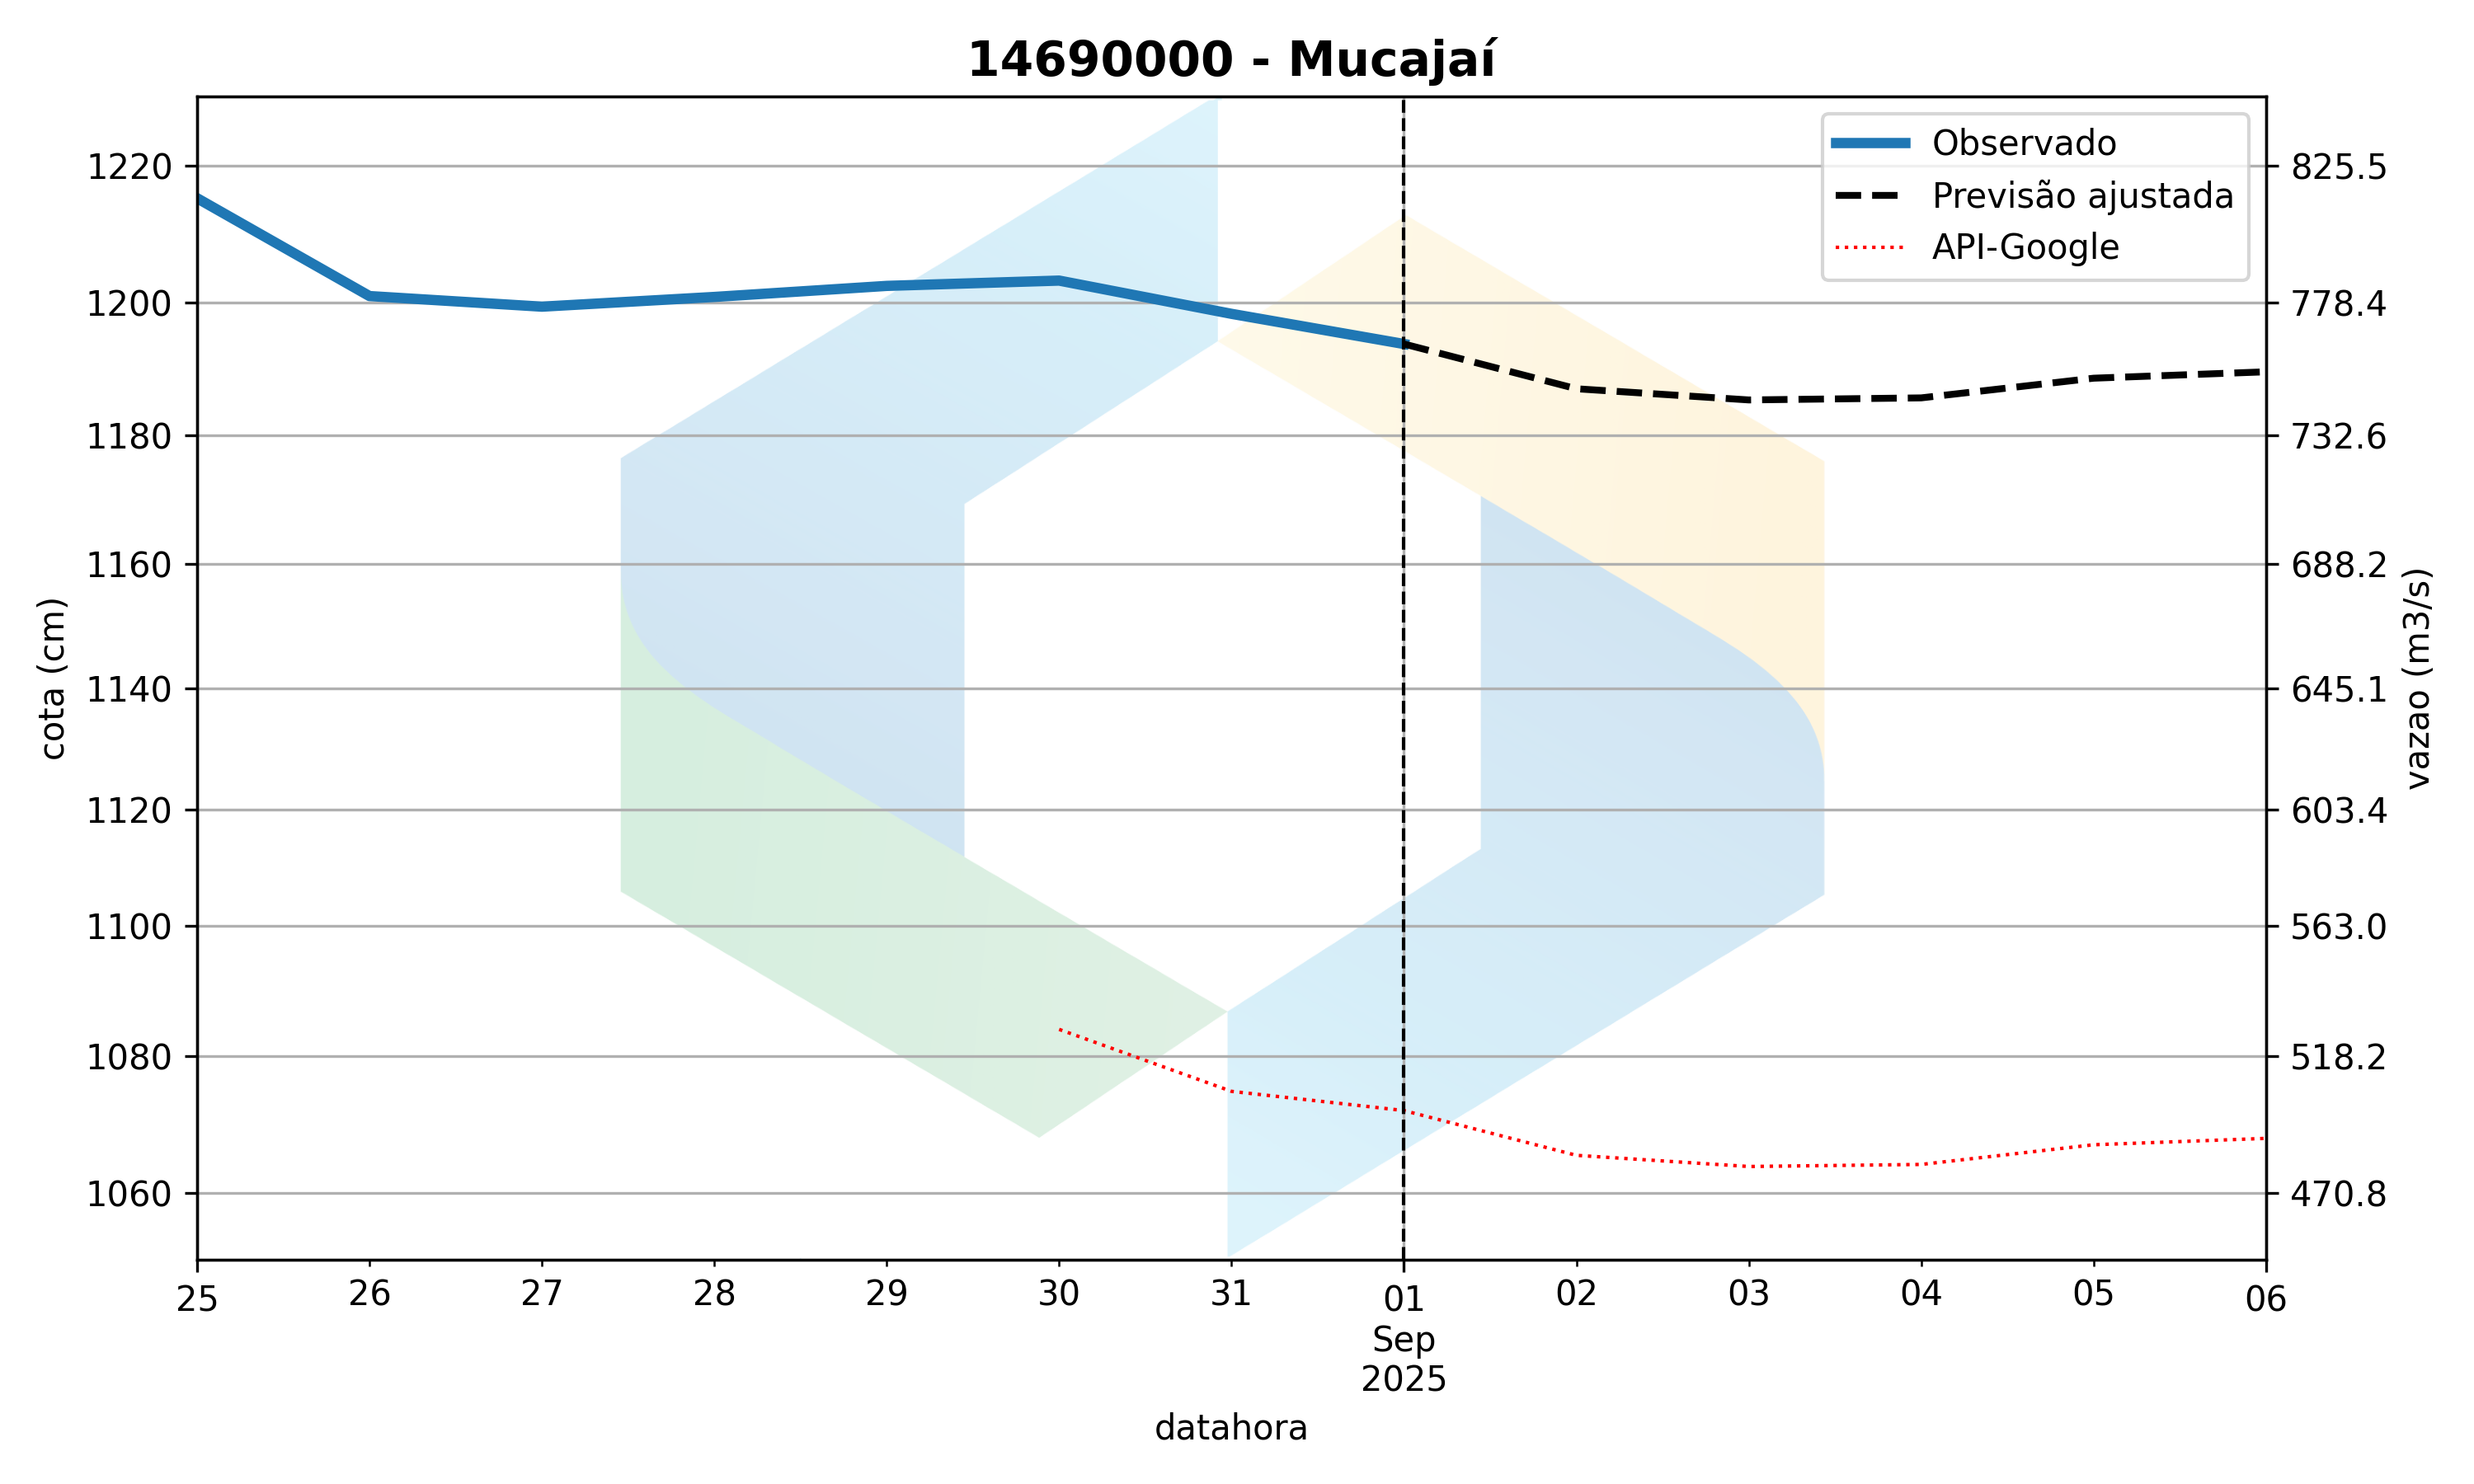 14690000 - Mucajaí
Observado
Previsão ajustada
API-Google
1220
1200
1180
1160
1140
1120
1100
1080
1060
cota (cm)
825.5
778.4
732.6
688.2
645.1
603.4
563.0
518.2
470.8
vazao (m3/s)
25 26 27 28 29 30 31 01 02 03 04 05 06
Sep
2025
datahora